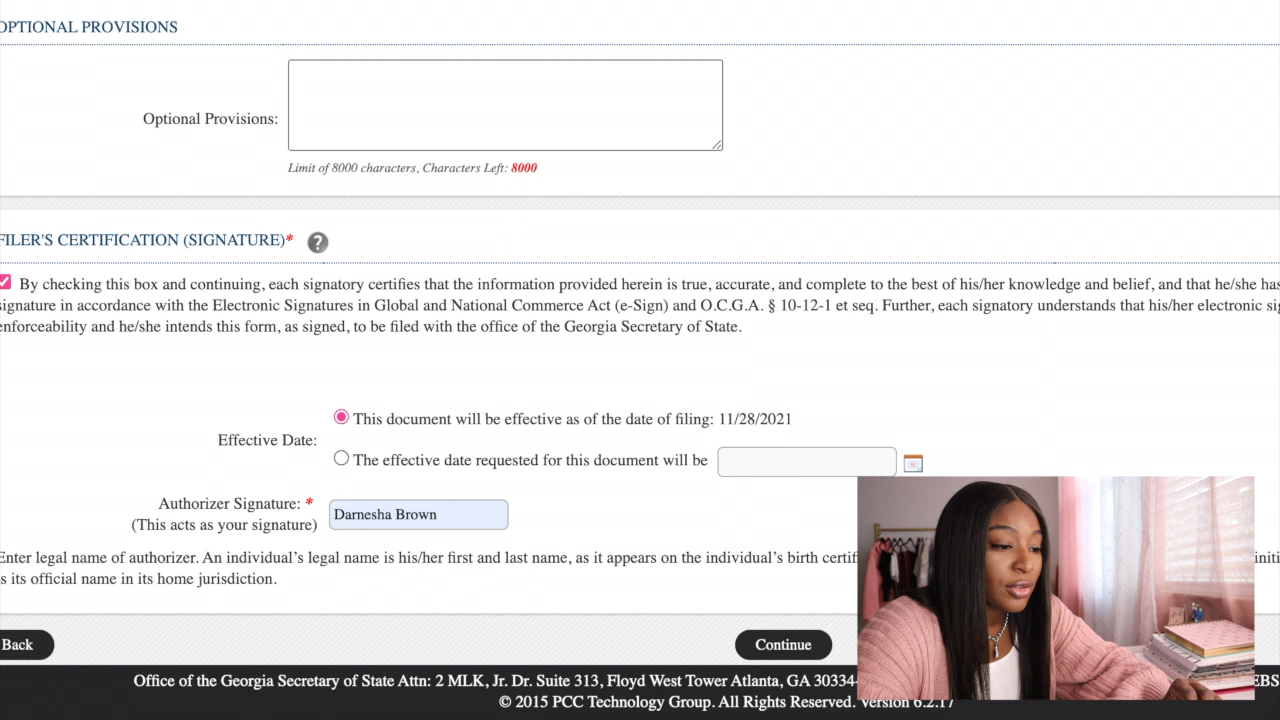 OPTIONAL PROVISIONS
Optional Provisions:
Limit of 8000 characters, Characters Left: 8000
FILER'S CERTIFICATION (SIGNATURE)*
?
By checking this box and continuing, each signatory certifies that the information provided herein is true, accurate, and complete to the best of his/her knowledge and belief, and that he/she has
signature in accordance with the Electronic Signatures in Global and National Commerce Act (e-Sign) and O.C.G.A. § 10-12-1 et seq. Further, each signatory understands that his/her electronic sig
enforceability and he/she intends this form, as signed, to be filed with the office of the Georgia Secretary of State.
This document will be effective as of the date of filing: 11/28/2021
Effective Date:
The effective date requested for this document will be
Authorizer Signature: *
(This acts as your signature)
Darnesha Brown
Enter legal name of authorizer. An individual's legal name is his/her first and last name, as it appears on the individual's birth certif
is its official name in its home jurisdiction.
Back
Continue
Office of the Georgia Secretary of State Attn: 2 MLK, Jr. Dr. Suite 313, Floyd West Tower Atlanta, GA 30334-
© 2015 PCC Technology Group. All Rights Reserved. Version 6.2.17